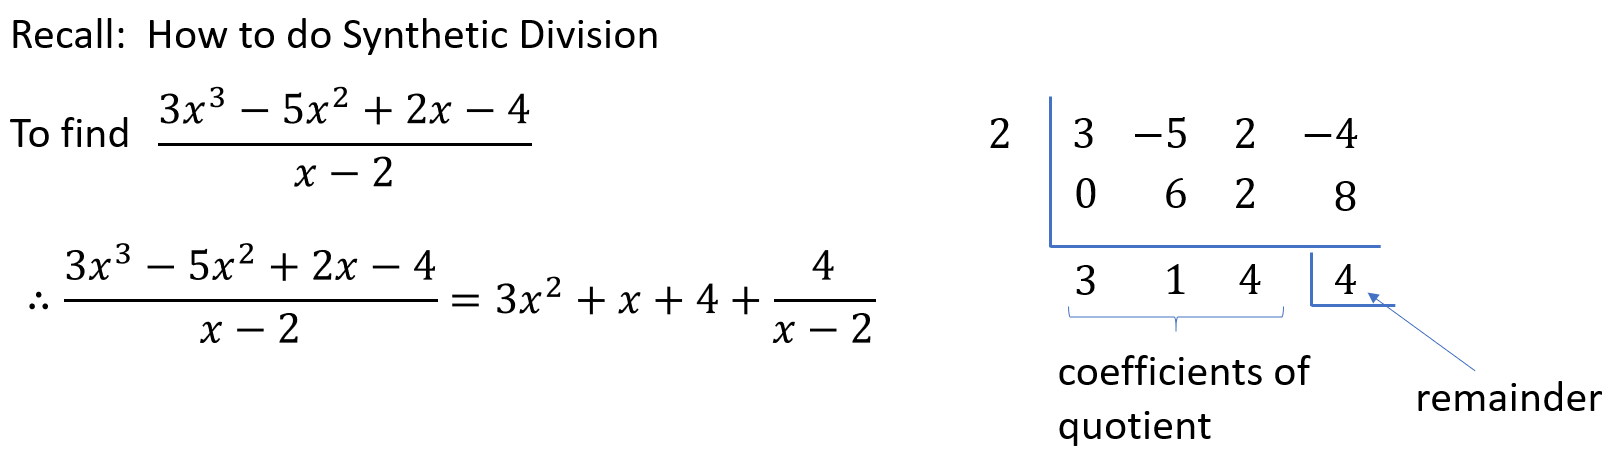 Recall:  How to do Synthetic Division
To find (3x³ − 5x² + 2x − 4)/(x − 2)
∴ (3x³ − 5x² + 2x − 4)/(x − 2) = 3x² + x + 4 + 4/(x − 2)
2 3 −5 2 −4
0 6 2 8
3 1 4 4
coefficients of
quotient
remainder